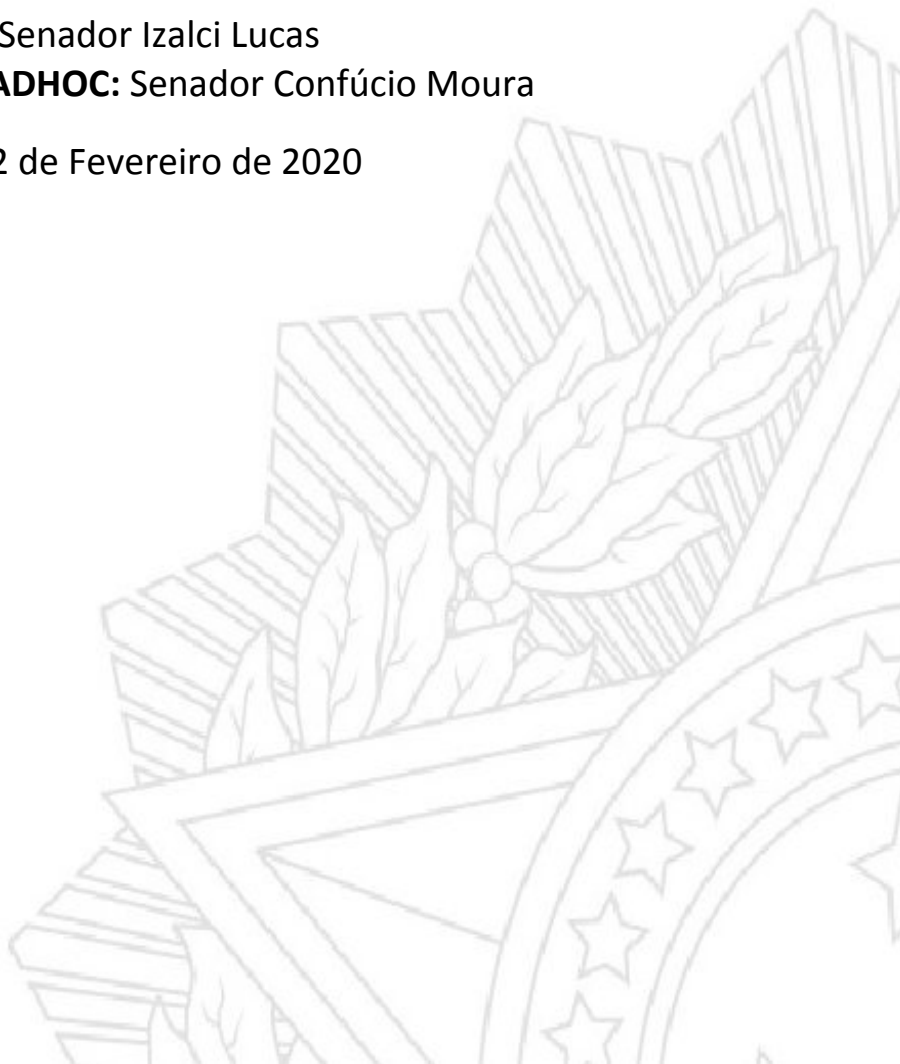 Senador Izalci Lucas
ADHOC: Senador Confúcio Moura
2 de Fevereiro de 2020